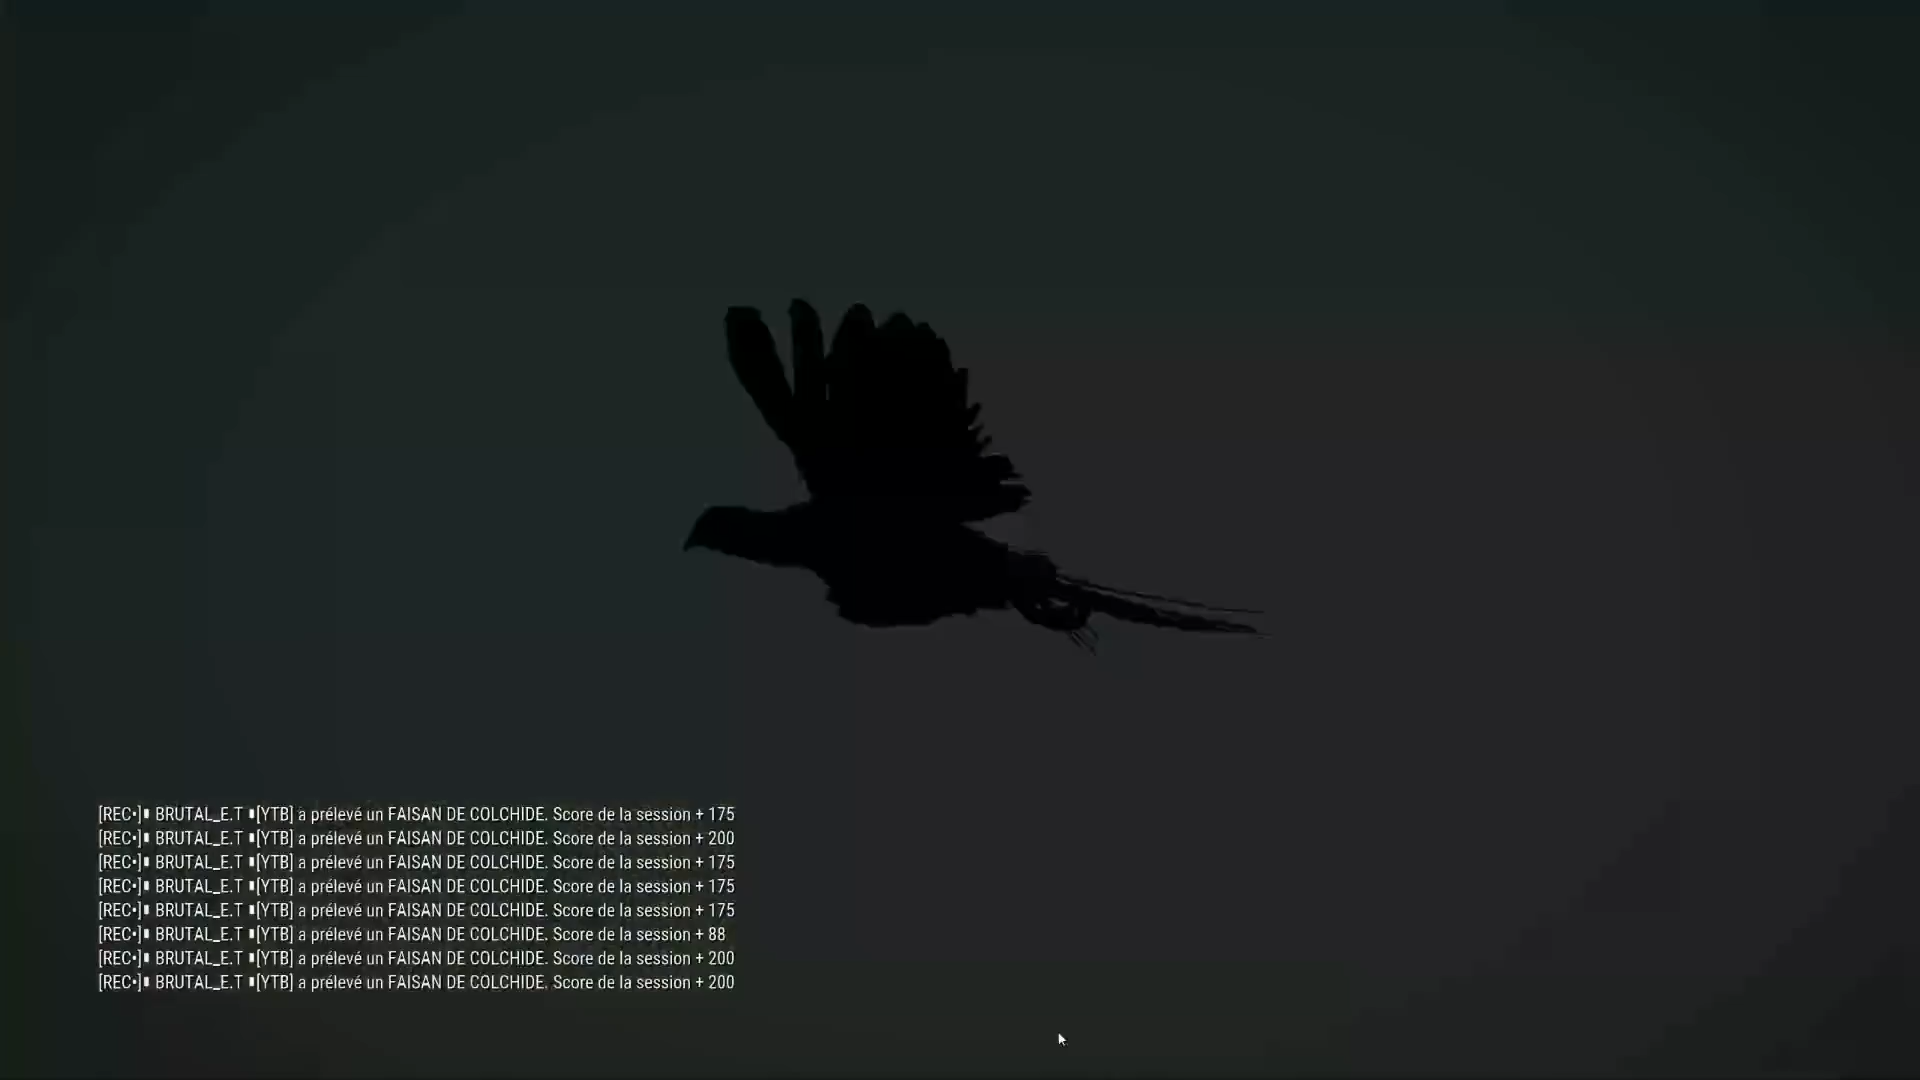 [REC•]▮ BRUTAL_E.T ▮[YTB] a prélevé un FAISAN DE COLCHIDE. Score de la session + 175
[REC•]▮ BRUTAL_E.T ▮[YTB] a prélevé un FAISAN DE COLCHIDE. Score de la session + 200
[REC•]▮ BRUTAL_E.T ▮[YTB] a prélevé un FAISAN DE COLCHIDE. Score de la session + 175
[REC•]▮ BRUTAL_E.T ▮[YTB] a prélevé un FAISAN DE COLCHIDE. Score de la session + 175
[REC•]▮ BRUTAL_E.T ▮[YTB] a prélevé un FAISAN DE COLCHIDE. Score de la session + 175
[REC•]▮ BRUTAL_E.T ▮[YTB] a prélevé un FAISAN DE COLCHIDE. Score de la session + 88
[REC•]▮ BRUTAL_E.T ▮[YTB] a prélevé un FAISAN DE COLCHIDE. Score de la session + 200
[REC•]▮ BRUTAL_E.T ▮[YTB] a prélevé un FAISAN DE COLCHIDE. Score de la session + 200